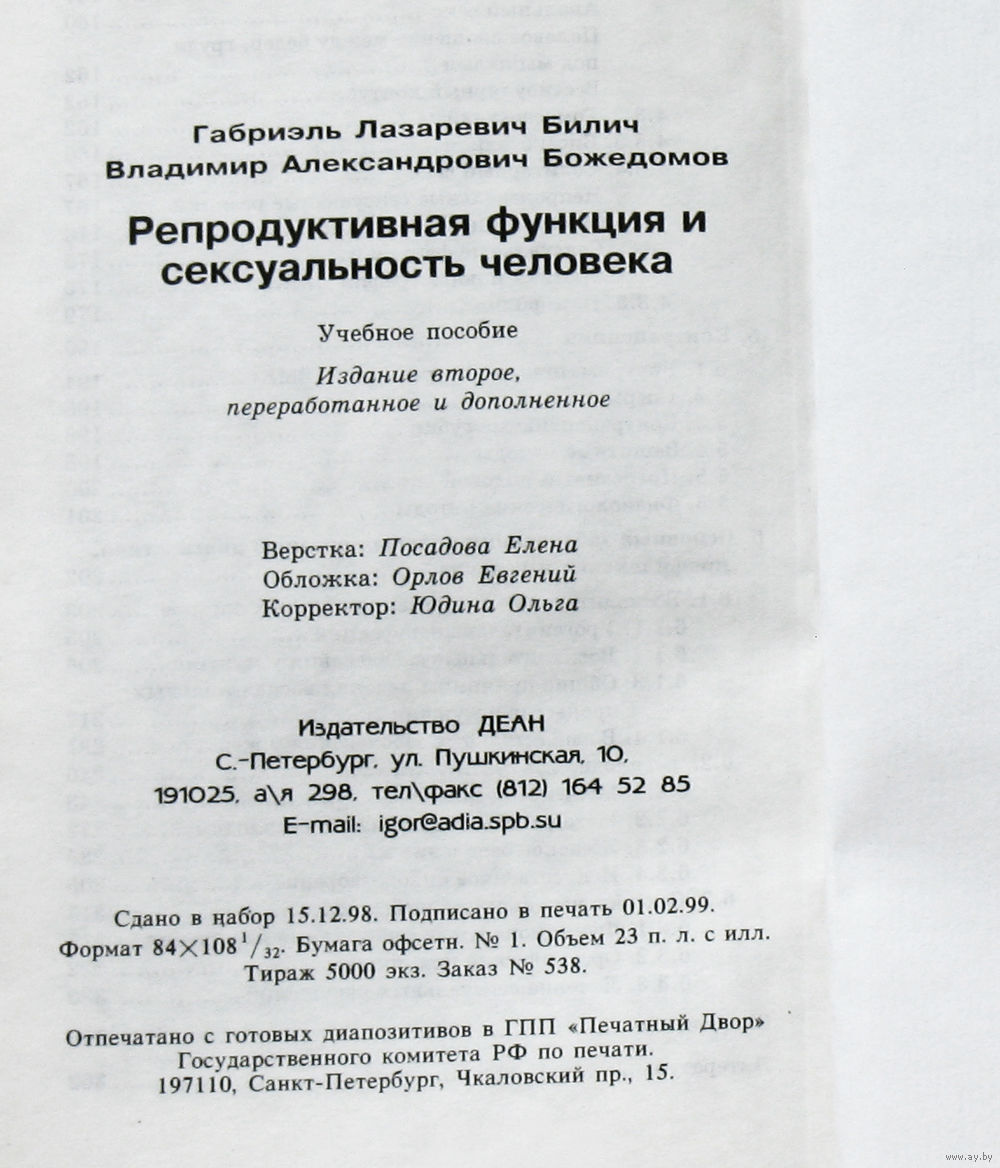 Габриэль Лазаревич Билич
Владимир Александрович Божедомов
Репродуктивная функция и
сексуальность человека
Учебное пособие
Издание второе,
переработанное и дополненное
Верстка: Посадова Елена
Обложка: Орлов Евгений
Корректор: Юдина Ольга
Издательство ДЕАН
С.-Петербург, ул. Пушкинская, 10,
191025, а\я 298, тел\факс (812) 164 52 85
E-mail: igor@adia.spb.su
Сдано в набор 15.12.98. Подписано в печать 01.02.99.
Формат 84×108 1/32. Бумага офсетн. № 1. Объем 23 п. л. с илл.
Тираж 5000 экз. Заказ № 538.
Отпечатано с готовых диапозитивов в ГПП «Печатный Двор»
Государственного комитета РФ по печати.
197110, Санкт-Петербург, Чкаловский пр., 15.
www.ay.by